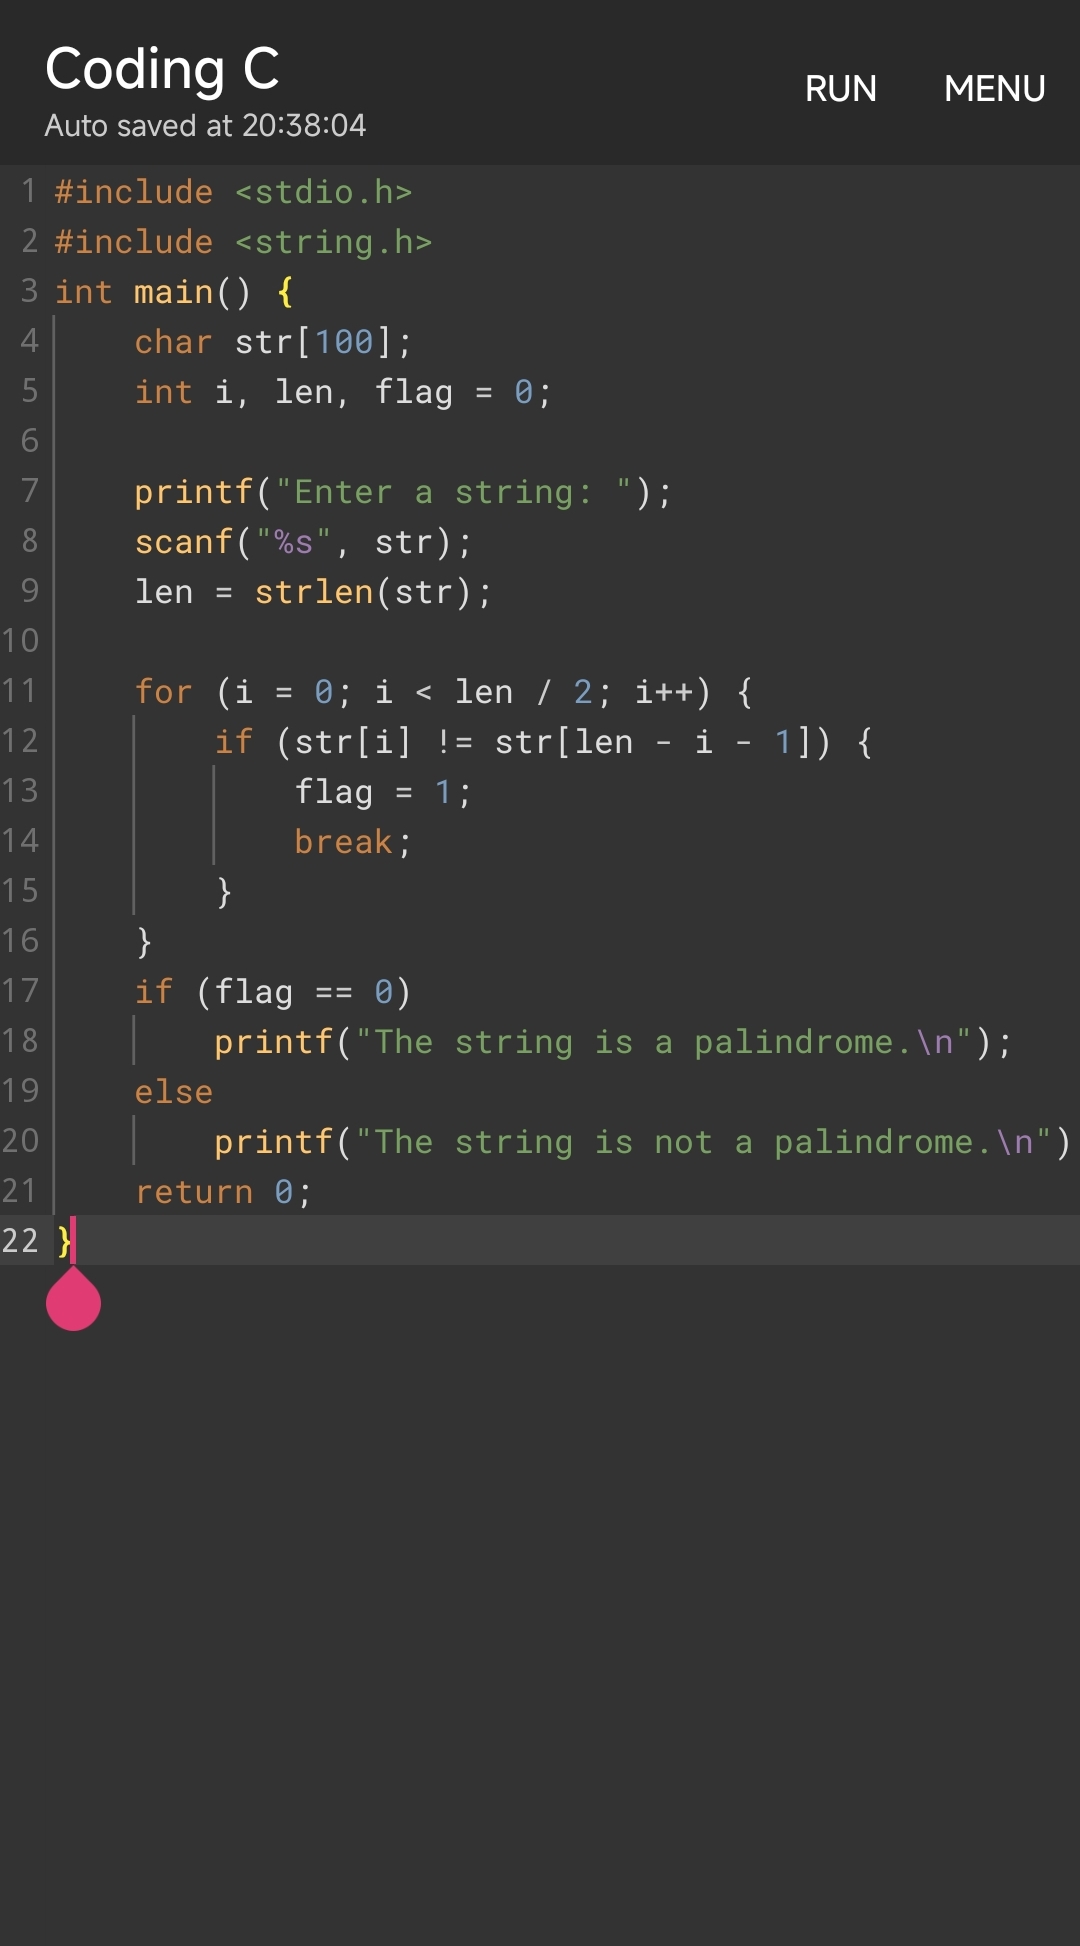 Coding C
Auto saved at 20:38:04
RUN MENU
1 #include <stdio.h>
2 #include <string.h>
3 int main() {
4     char str[100];
5     int i, len, flag = 0;
6
7     printf("Enter a string: ");
8     scanf("%s", str);
9     len = strlen(str);
10
11     for (i = 0; i < len / 2; i++) {
12         if (str[i] != str[len - i - 1]) {
13             flag = 1;
14             break;
15         }
16     }
17     if (flag == 0)
18         printf("The string is a palindrome.\n");
19     else
20         printf("The string is not a palindrome.\n")
21     return 0;
22 }